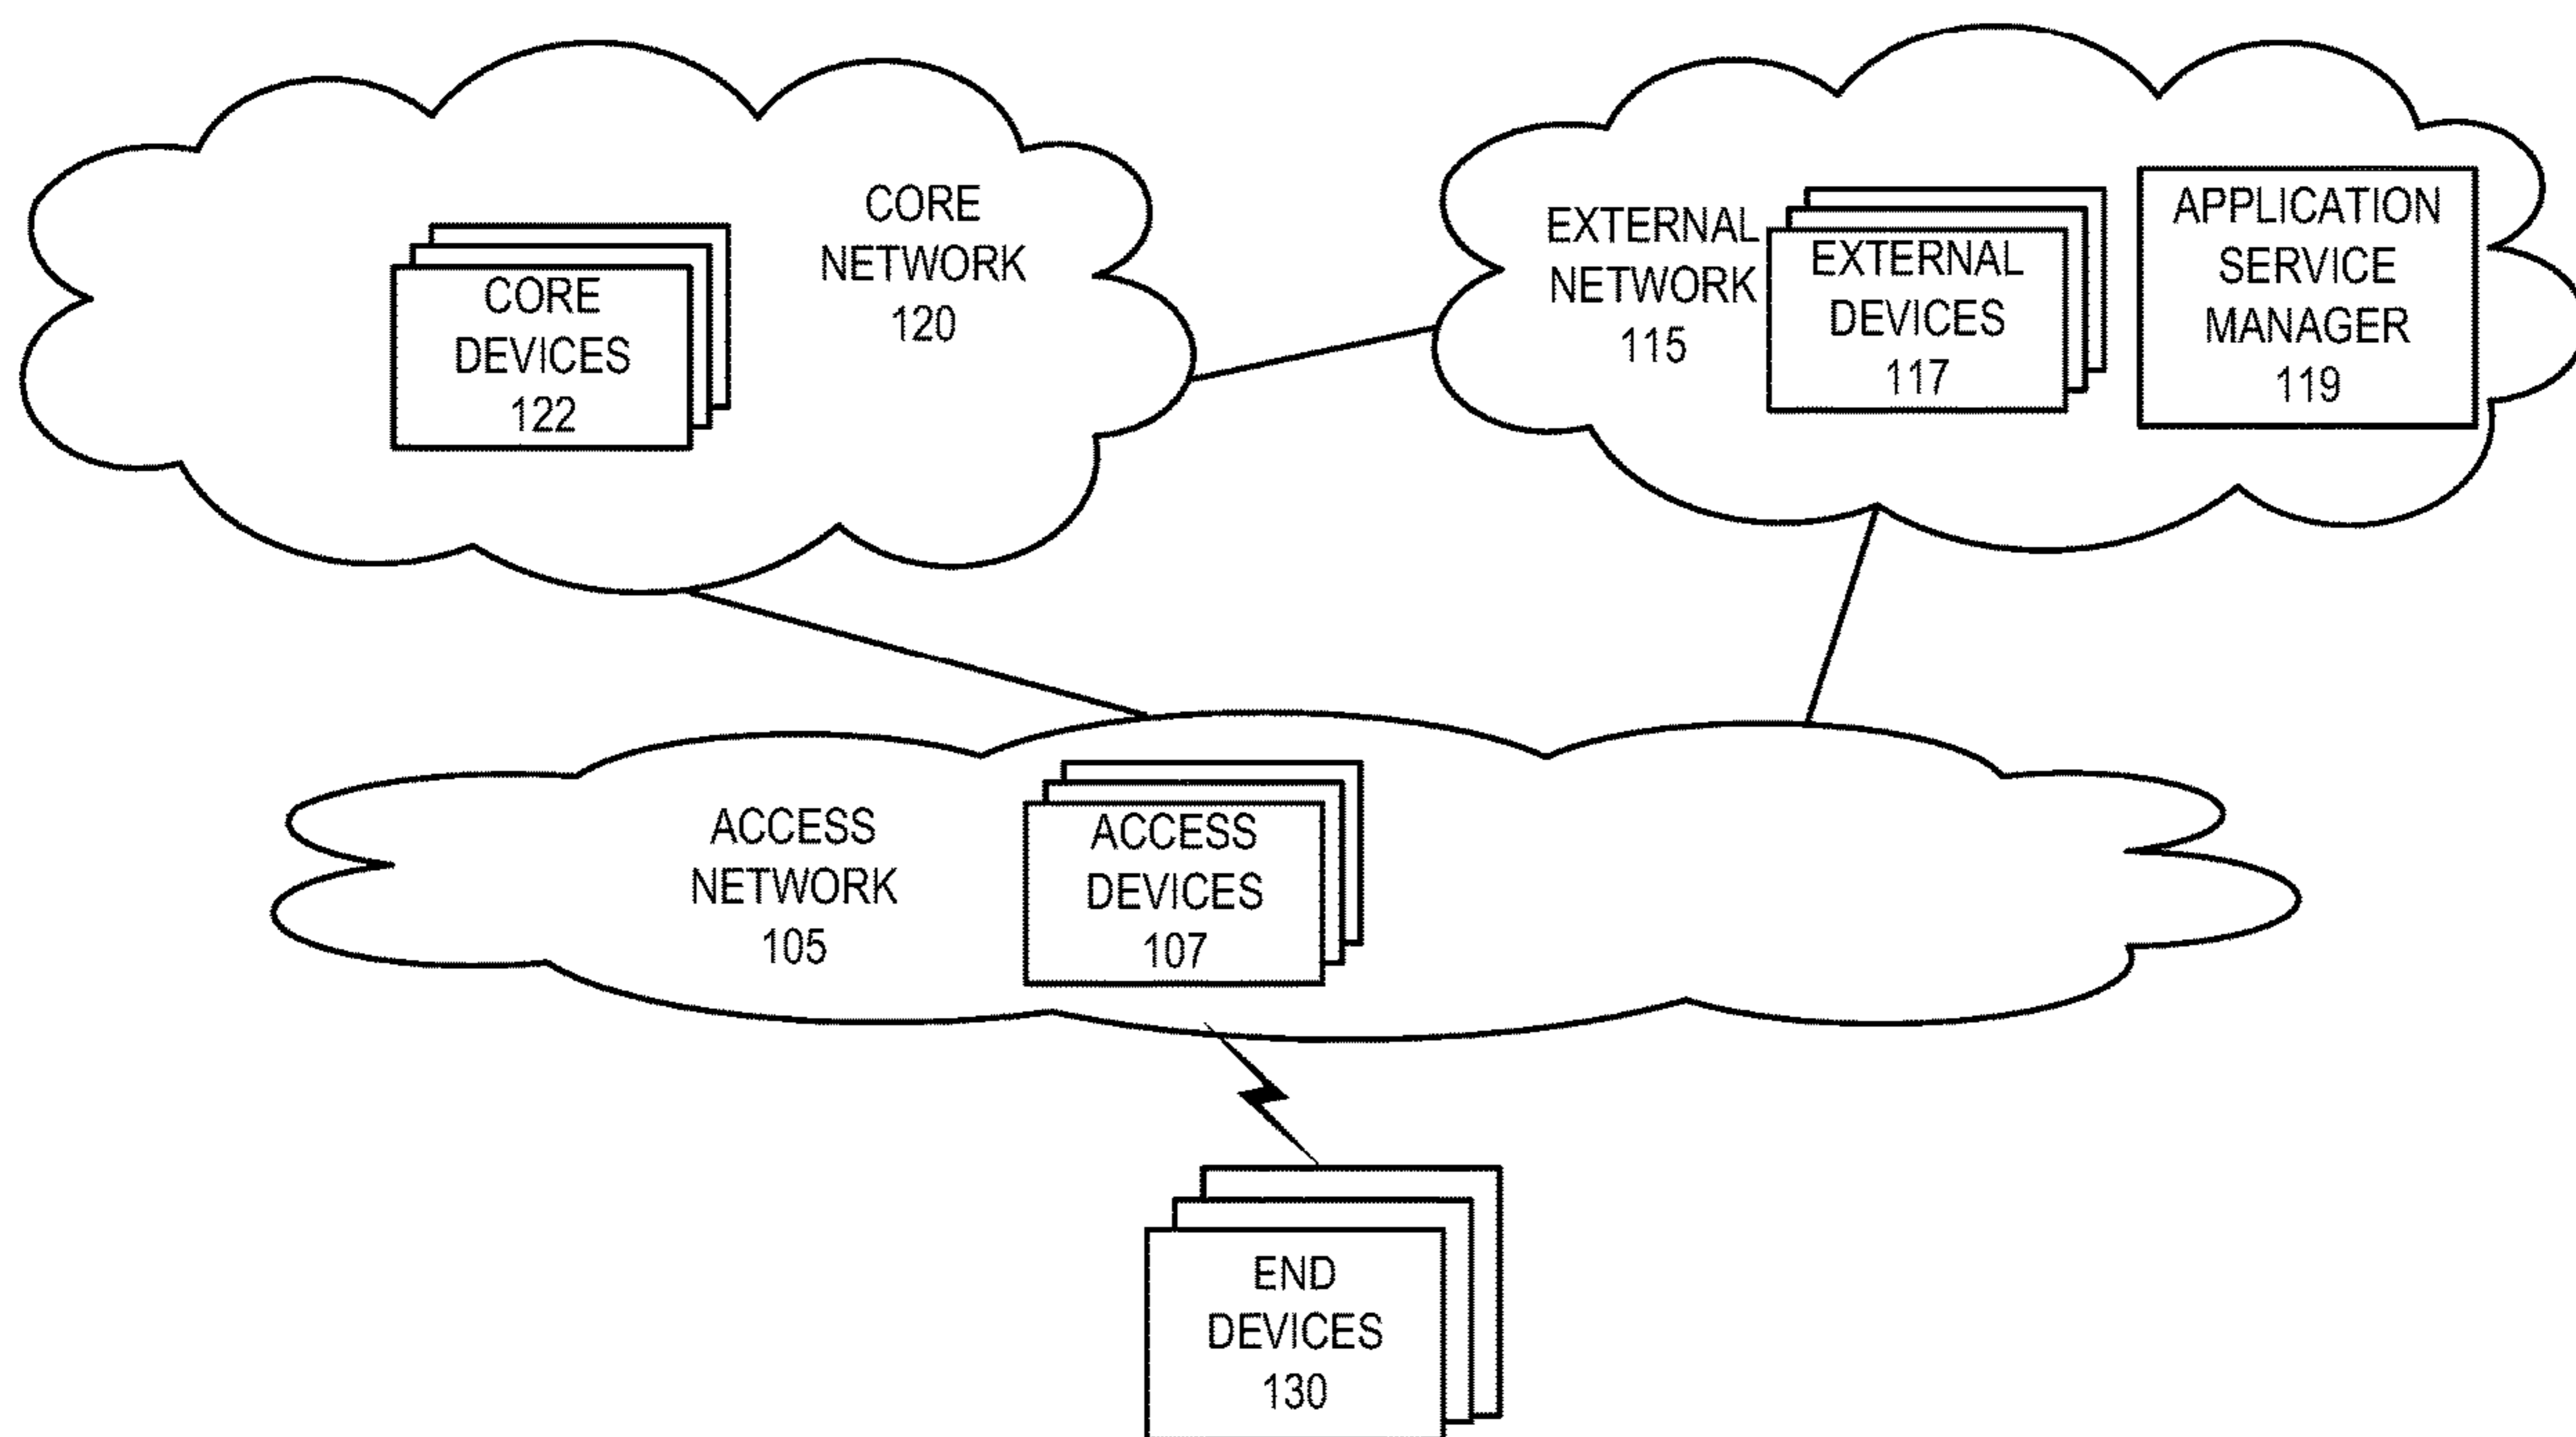 CORE
NETWORK
120
CORE
DEVICES
122
EXTERNAL
NETWORK
115
EXTERNAL
DEVICES
117
APPLICATION
SERVICE
MANAGER
119
ACCESS
NETWORK
105
ACCESS
DEVICES
107
END
DEVICES
130